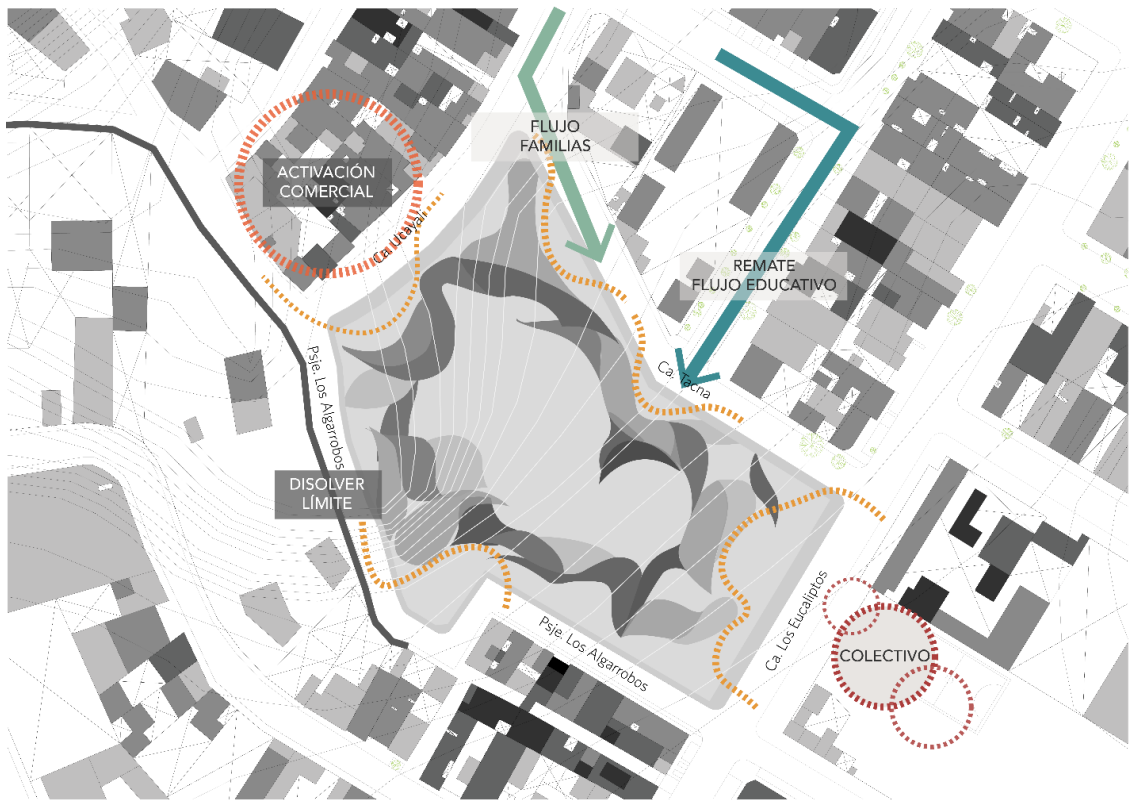 FLUJO
FAMILIAS
ACTIVACIÓN
COMERCIAL
Ca. Ucayali
REMATE
FLUJO EDUCATIVO
Psje. Los Algarrobos
Ca. Tacna
DISOLVER
LÍMITE
Ca. Los Eucaliptos
Psje. Los Algarrobos
COLECTIVO